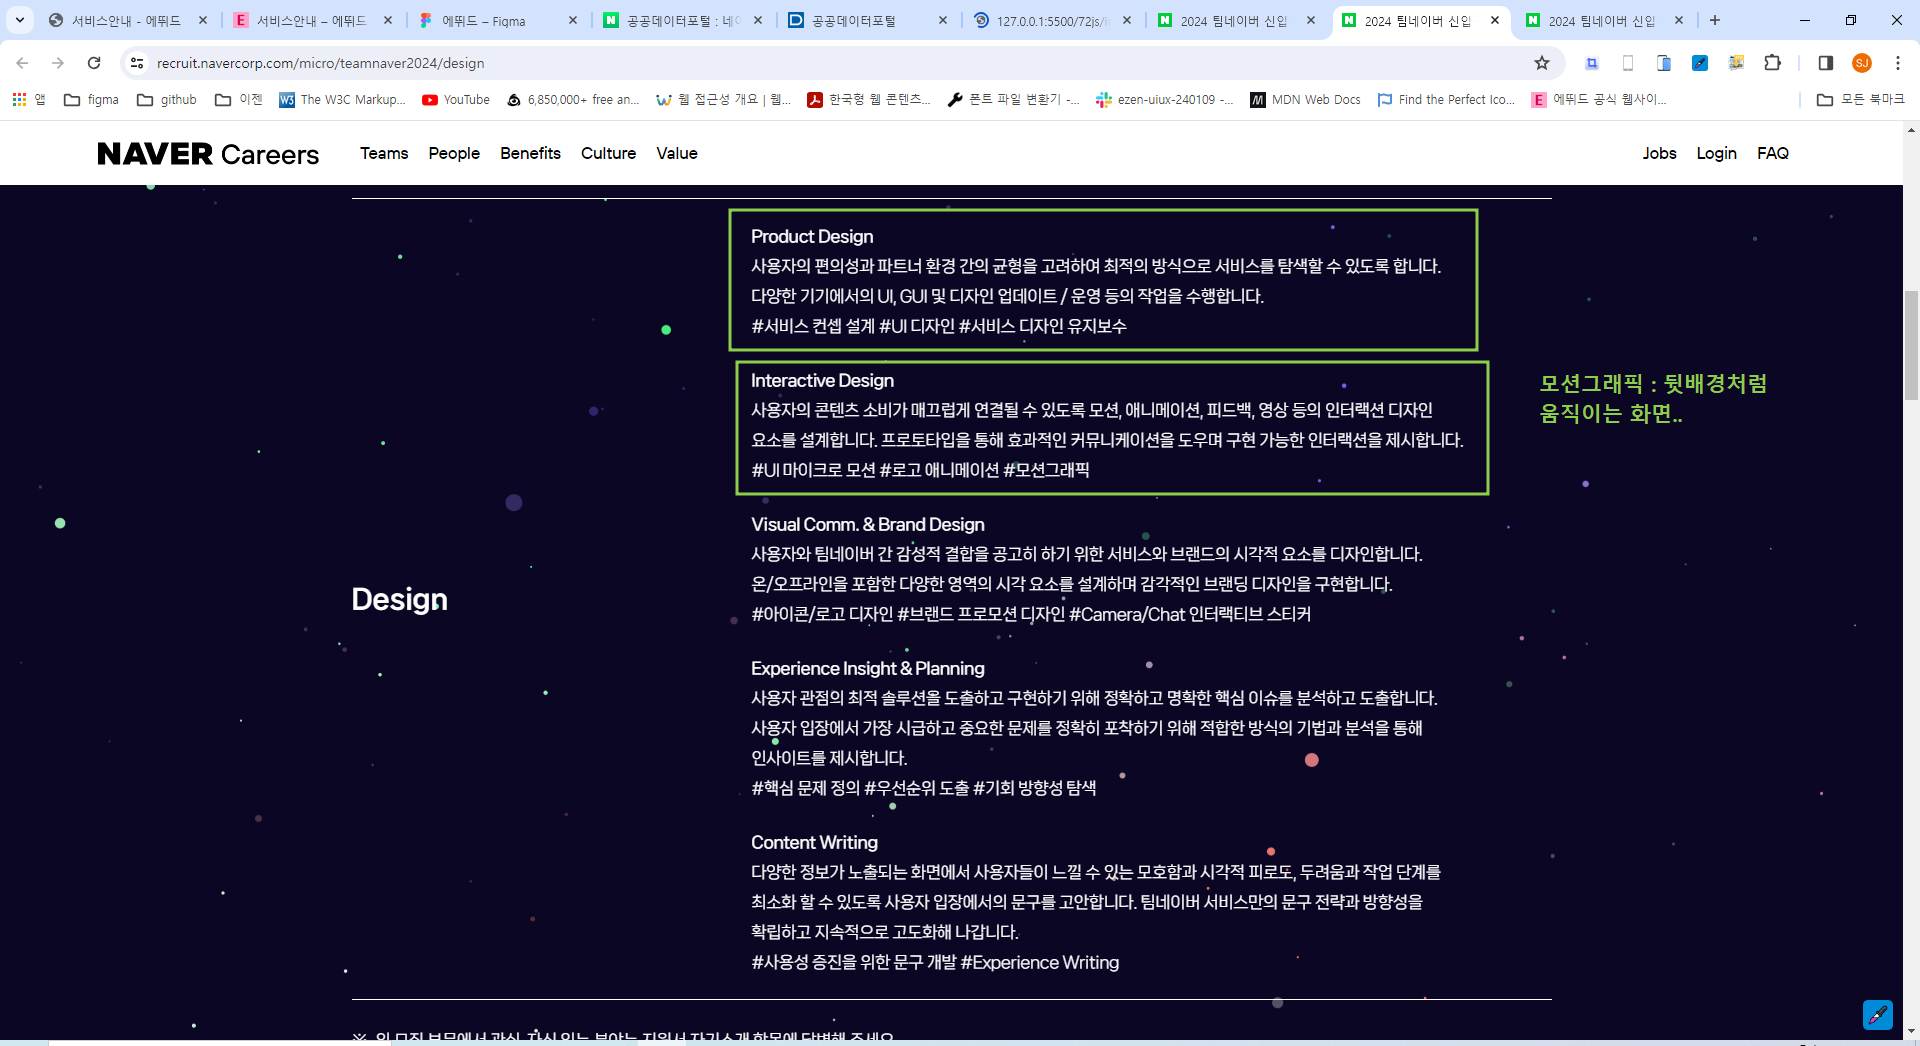 서비스안내 - 에뛰드
서비스안내 – 에뛰드
에뛰드 – Figma
공공데이터포털 : 네이
공공데이터포털
127.0.0.1:5500/72js/i
2024 팀네이버 신입
2024 팀네이버 신입
2024 팀네이버 신입
recruit.navercorp.com/micro/teamnaver2024/design
SJ
앱
figma
github
이젠
The W3C Markup...
YouTube
6,850,000+ free an...
웹 접근성 개요 | 웹...
한국형 웹 콘텐츠...
폰트 파일 변환기 -...
ezen-uiux-240109 -...
MDN Web Docs
Find the Perfect Ico...
에뛰드 공식 웹사이...
모든 북마크
NAVER Careers
Teams People Benefits Culture Value
Jobs Login FAQ
Product Design
사용자의 편의성과 파트너 환경 간의 균형을 고려하여 최적의 방식으로 서비스를 탐색할 수 있도록 합니다.
다양한 기기에서의 UI, GUI 및 디자인 업데이트 / 운영 등의 작업을 수행합니다.
#서비스 컨셉 설계 #UI 디자인 #서비스 디자인 유지보수
Interactive Design
사용자의 콘텐츠 소비가 매끄럽게 연결될 수 있도록 모션, 애니메이션, 피드백, 영상 등의 인터랙션 디자인
요소를 설계합니다. 프로토타입을 통해 효과적인 커뮤니케이션을 도우며 구현 가능한 인터랙션을 제시합니다.
#UI 마이크로 모션 #로고 애니메이션 #모션그래픽
모션그래픽 : 뒷배경처럼
움직이는 화면..
Visual Comm. & Brand Design
사용자와 팀네이버 간 감성적 결합을 공고히 하기 위한 서비스와 브랜드의 시각적 요소를 디자인합니다.
온/오프라인을 포함한 다양한 영역의 시각 요소를 설계하며 감각적인 브랜딩 디자인을 구현합니다.
#아이콘/로고 디자인 #브랜드 프로모션 디자인 #Camera/Chat 인터랙티브 스티커
Design
Experience Insight & Planning
사용자 관점의 최적 솔루션을 도출하고 구현하기 위해 정확하고 명확한 핵심 이슈를 분석하고 도출합니다.
사용자 입장에서 가장 시급하고 중요한 문제를 정확히 포착하기 위해 적합한 방식의 기법과 분석을 통해
인사이트를 제시합니다.
#핵심 문제 정의 #우선순위 도출 #기회 방향성 탐색
Content Writing
다양한 정보가 노출되는 화면에서 사용자들이 느낄 수 있는 모호함과 시각적 피로도, 두려움과 작업 단계를
최소화 할 수 있도록 사용자 입장에서의 문구를 고안합니다. 팀네이버 서비스만의 문구 전략과 방향성을
확립하고 지속적으로 고도화해 나갑니다.
#사용성 증진을 위한 문구 개발 #Experience Writing
※ 위 모집 부문에서 관심, 자신 있는 분야는 지원서 자기소개 항목에 답변해 주세요